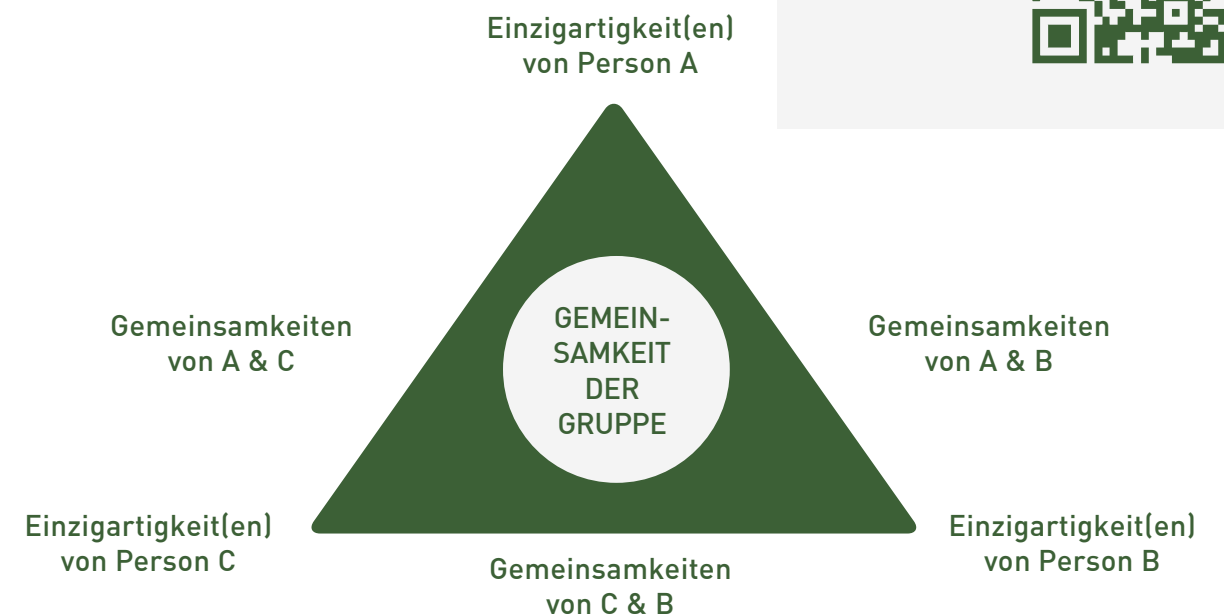 Einzigartigkeit(en)
von Person A
Gemeinsamkeiten
von A & C
GEMEIN-
SAMKEIT
DER
GRUPPE
Gemeinsamkeiten
von A & B
Einzigartigkeit(en)
von Person C
Gemeinsamkeiten
von C & B
Einzigartigkeit(en)
von Person B